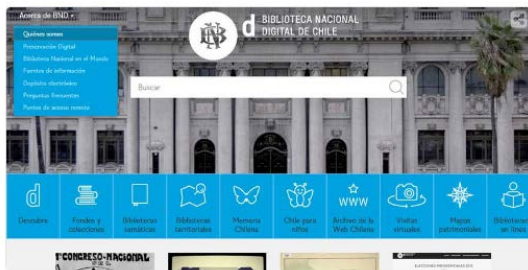 Acerca de BND
Quiénes somos
Preservación Digital
Biblioteca Nacional en el Mundo
Fuentes de información
Depósito electrónico
Preguntas frecuentes
Puntos de acceso remoto
BIBLIOTECA NACIONAL
DIGITAL DE CHILE
Buscar
Descubre
Fondos y
colecciones
Bibliotecas
temáticas
Bibliotecas
territoriales
Memoria
Chilena
Chile para
niños
WWW
Archivo de la
Web Chilena
Visitas
virtuales
Mapas
patrimoniales
Biblioteca
en línea
1er CONGRESO-NACIONAL